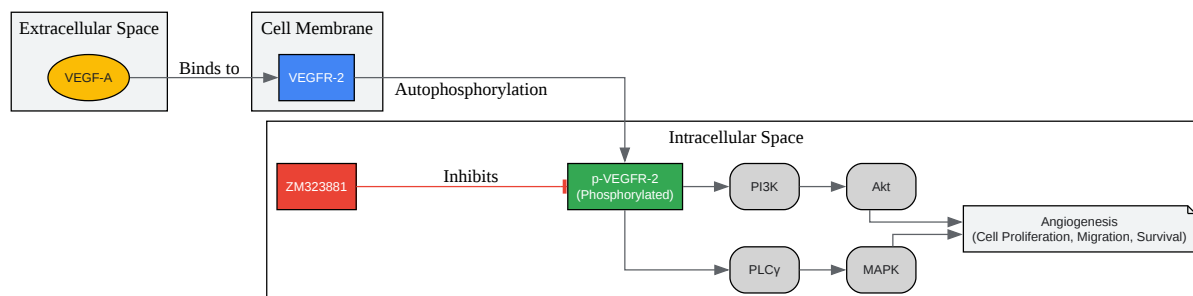 Extracellular Space
Cell Membrane
VEGF-A
Binds to
VEGFR-2
Autophosphorylation
Intracellular Space
ZM323881
Inhibits
p-VEGFR-2
(Phosphorylated)
PI3K
Akt
Angiogenesis
(Cell Proliferation, Migration, Survival)
PLCγ
MAPK